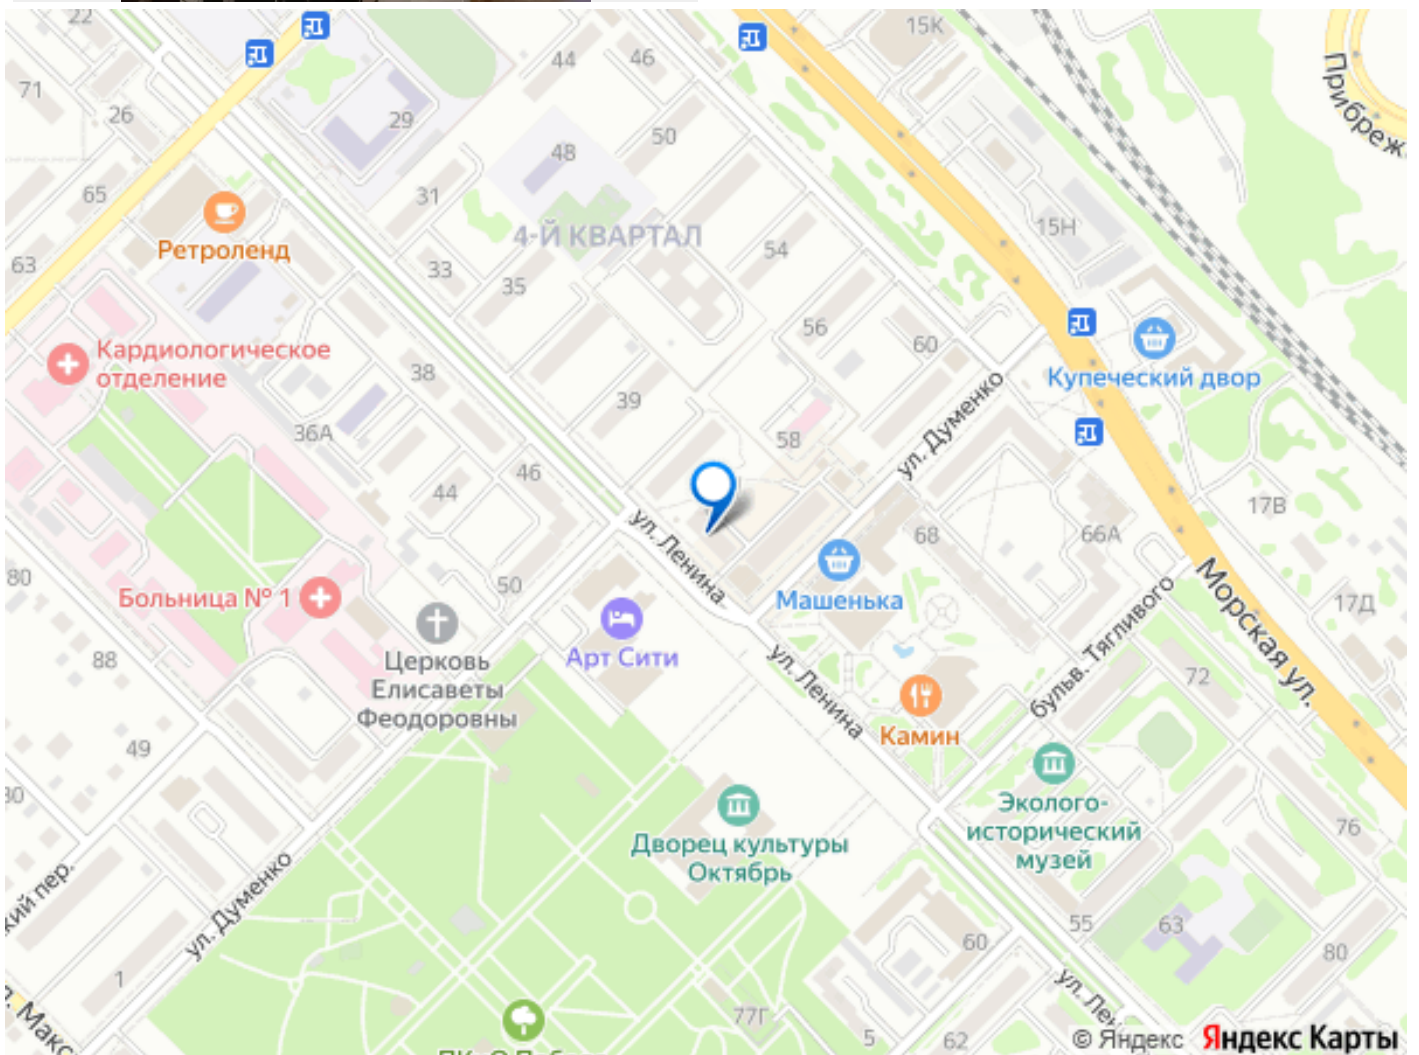 22
15К
44
46
71
Прибреж-
26
29
50
48
65
31
Ретроленд
4-Й КВАРТАЛ
15Н
54
63
33
35
56
60
Кардиологическое
отделение
38
Купеческий двор
39
ул. Думенко
36А
58
46
44
17В
ул. Ленина
68
66А
80
50
Больница № 1
Машенька
17Д
Морская ул.
88
Церковь
Елисаветы
Феодоровны
Арт Сити
ул. Ленина
бульв. Тягливого
72
49
Камин
Эколого-
исторический
музей
Дворец культуры
Октябрь
76
кий пер.
ул. Думенко
55
63
60
80
1
ул. Лен
77Г
5
62
© Яндекс Яндекс Карты